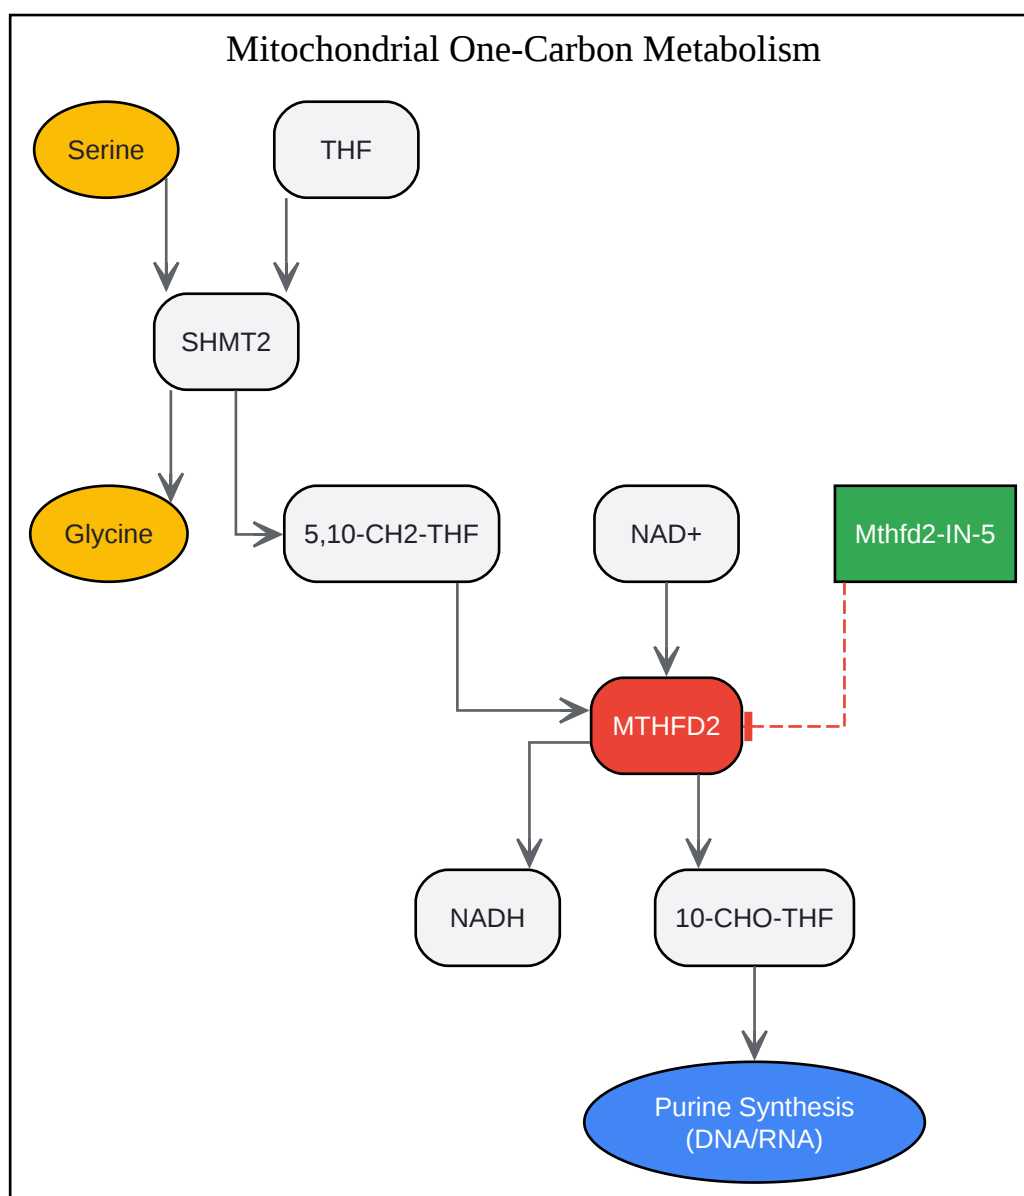 Mitochondrial One-Carbon Metabolism
Serine
THF
SHMT2
Glycine
5,10-CH2-THF
NAD+
Mthfd2-IN-5
MTHFD2
NADH
10-CHO-THF
Purine Synthesis
(DNA/RNA)